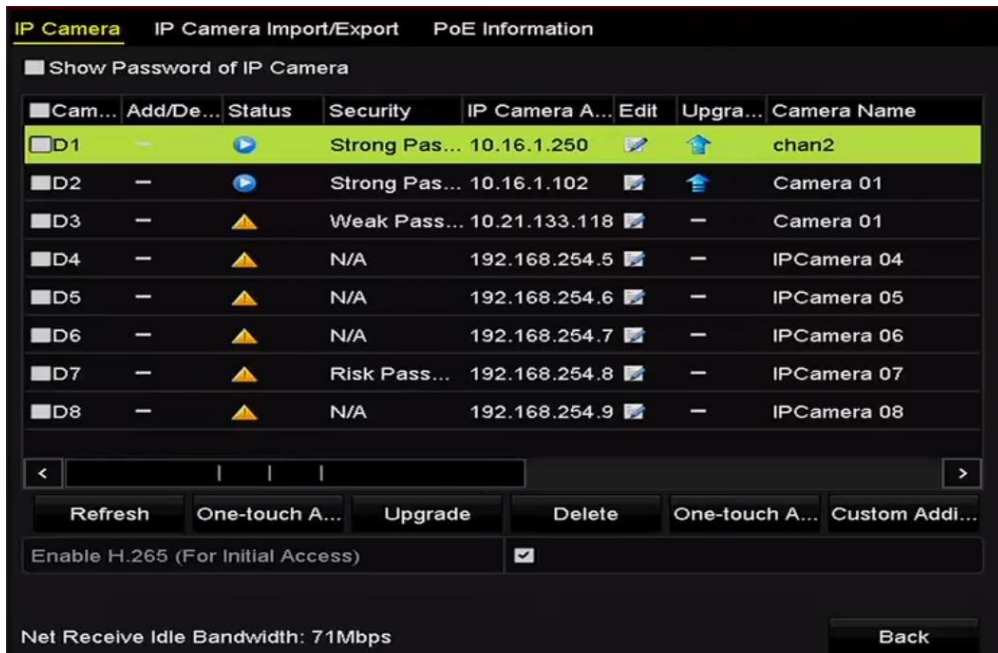 IP Camera IP Camera Import/Export PoE Information
Show Password of IP Camera
Cam... Add/De... Status Security IP Camera A... Edit Upgra... Camera Name
D1 – Strong Pas... 10.16.1.250 chan2
D2 – Strong Pas... 10.16.1.102 Camera 01
D3 – Weak Pass... 10.21.133.118 – Camera 01
D4 – N/A 192.168.254.5 – IPCamera 04
D5 – N/A 192.168.254.6 – IPCamera 05
D6 – N/A 192.168.254.7 – IPCamera 06
D7 – Risk Pass... 192.168.254.8 – IPCamera 07
D8 – N/A 192.168.254.9 – IPCamera 08
< >
Refresh One-touch A... Upgrade Delete One-touch A... Custom Addi...
Enable H.265 (For Initial Access)
Net Receive Idle Bandwidth: 71Mbps Back